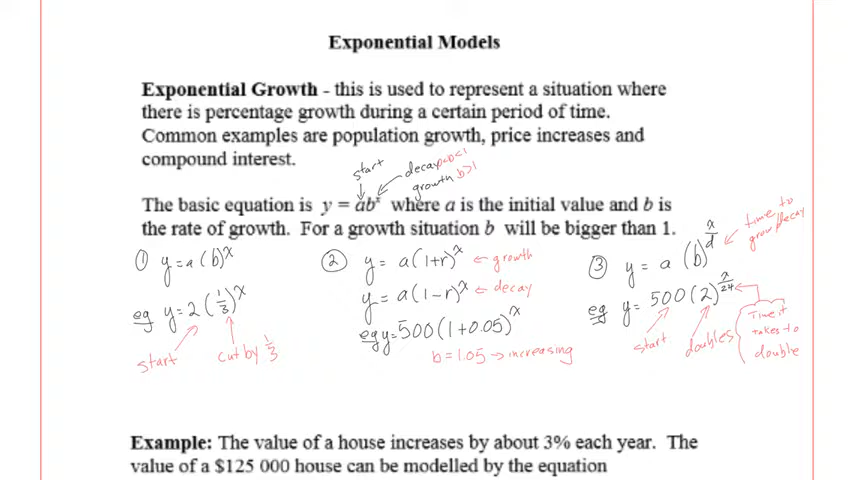 Exponential Models
Exponential Growth - this is used to represent a situation where
there is percentage growth during a certain period of time.
Common examples are population growth, price increases and
compound interest.
start
decay 0<b<1
growth b>1
The basic equation is y = abˣ where a is the initial value and b is
the rate of growth. For a growth situation b will be bigger than 1.
① y=a(b)^x
eg y=2(1/3)^x
start
cut by 1/3
② y= a(1+r)^x ← growth
y= a(1-r)^x ← decay
eg y=500(1+0.05)^x
b=1.05 → increasing
③ y= a (b)^(x/d)
time to
grow/decay
eg y= 500(2)^(x/24)
start
doubles
Time it
takes to
double
Example: The value of a house increases by about 3% each year. The
value of a $125 000 house can be modelled by the equation